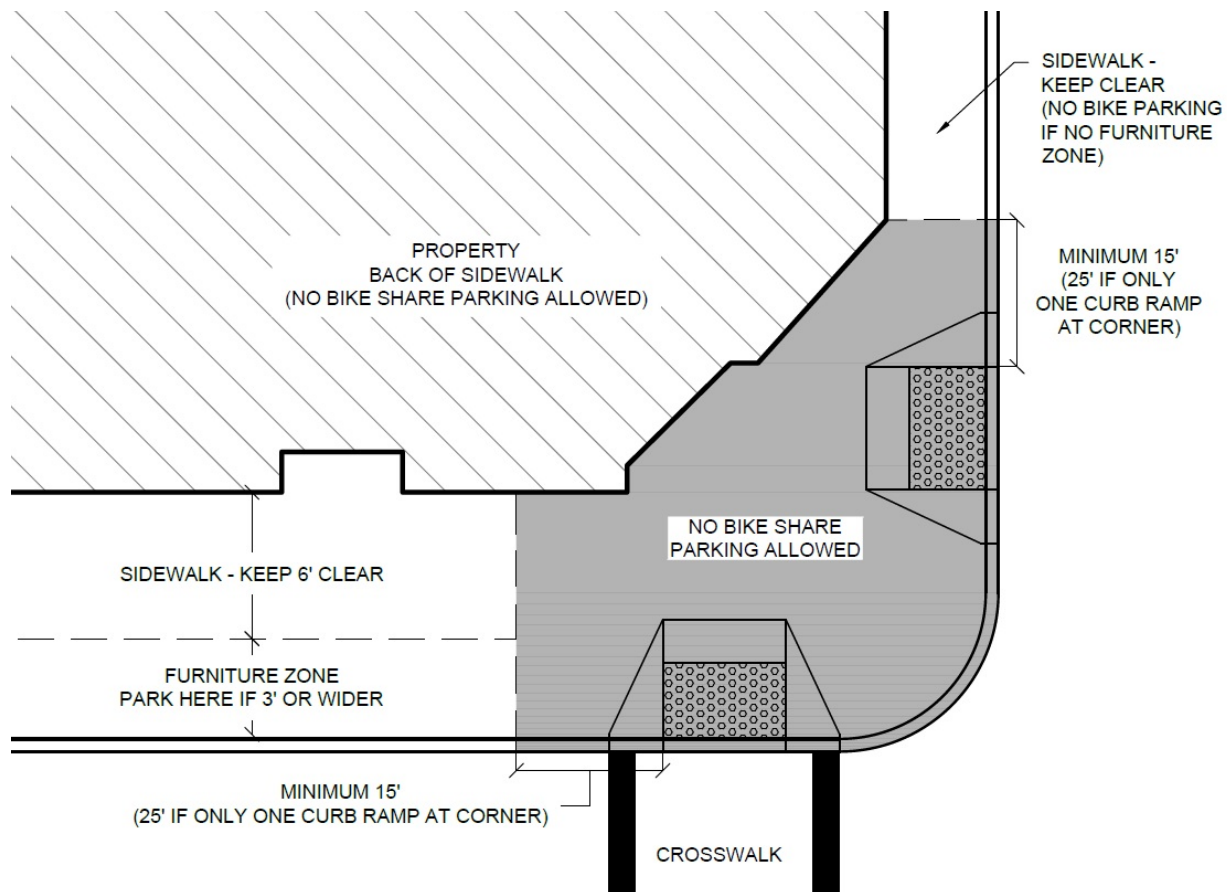 SIDEWALK -
KEEP CLEAR
(NO BIKE PARKING
IF NO FURNITURE
ZONE)
PROPERTY
BACK OF SIDEWALK
(NO BIKE SHARE PARKING ALLOWED)
MINIMUM 15'
(25' IF ONLY
ONE CURB RAMP
AT CORNER)
NO BIKE SHARE
PARKING ALLOWED
SIDEWALK - KEEP 6' CLEAR
FURNITURE ZONE
PARK HERE IF 3' OR WIDER
MINIMUM 15'
(25' IF ONLY ONE CURB RAMP AT CORNER)
CROSSWALK